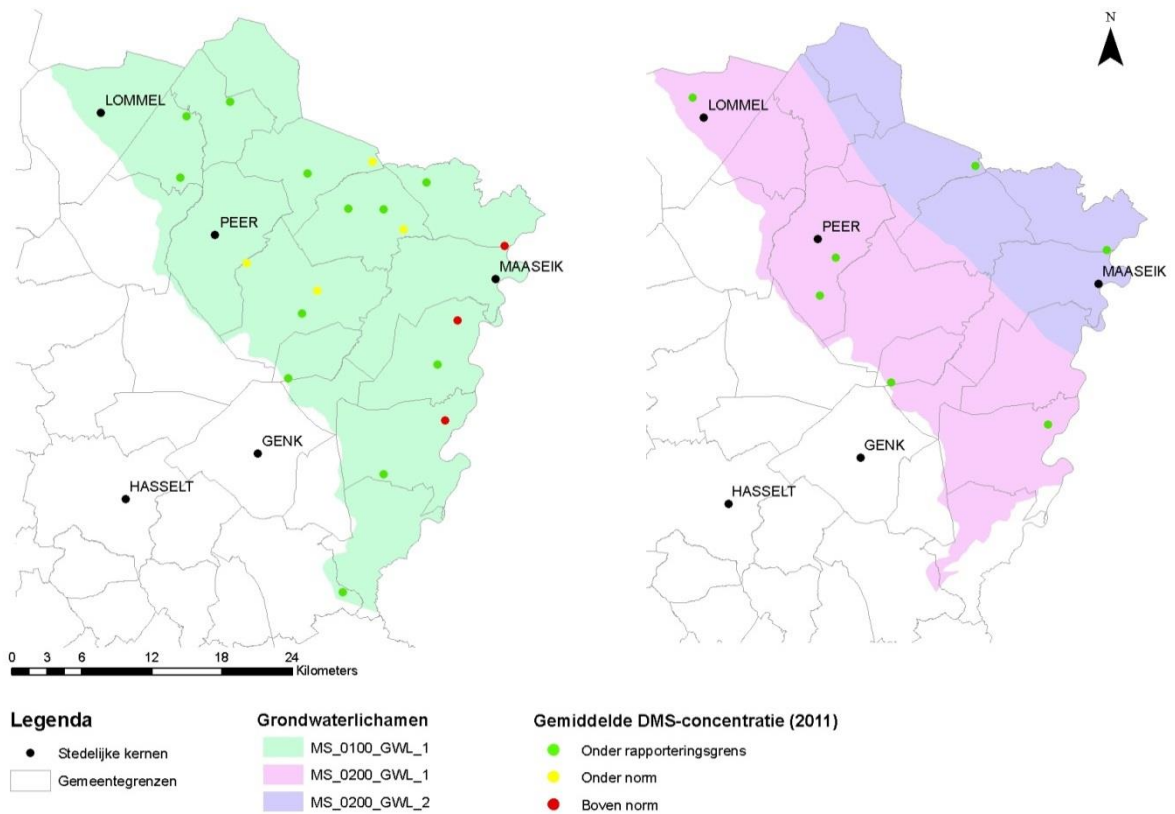 N
LOMMEL
PEER
MAASEIK
GENK
HASSELT
LOMMEL
PEER
MAASEIK
GENK
HASSELT
0 3 6 12 18 24
Kilometers
Legenda
Stedelijke kernen
Gemeentegrenzen
Grondwaterlichamen
MS_0100_GWL_1
MS_0200_GWL_1
MS_0200_GWL_2
Gemiddelde DMS-concentratie (2011)
Onder rapporteringsgrens
Onder norm
Boven norm